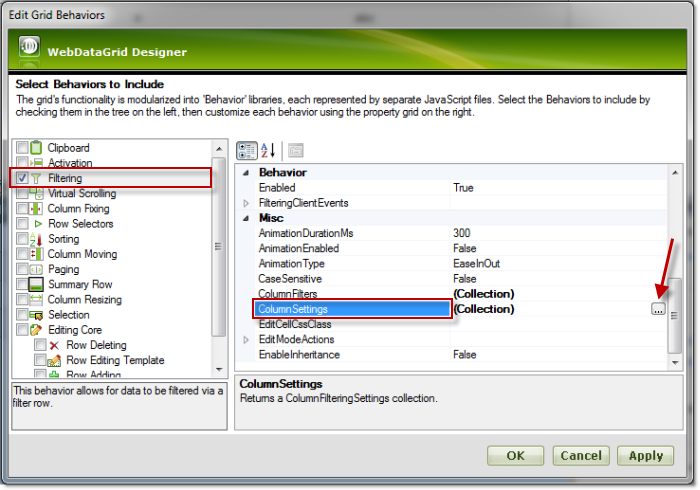 Edit Grid Behaviors
WebDataGrid Designer
Select Behaviors to Include
The grid's functionality is modularized into 'Behavior' libraries, each represented by separate JavaScript files. Select the Behaviors to include by
checking them in the tree on the left, then customize each behavior using the property grid on the right.
Clipboard
Activation
Filtering
Virtual Scrolling
Column Fixing
Row Selectors
Sorting
Column Moving
Paging
Summary Row
Column Resizing
Selection
Editing Core
Row Deleting
Row Editing Template
Row Adding
This behavior allows for data to be filtered via a
filter row.
Behavior
Enabled True
FilteringClientEvents
Misc
AnimationDurationMs 300
AnimationEnabled False
AnimationType EaseInOut
CaseSensitive False
ColumnFilters (Collection)
ColumnSettings (Collection) ...
EditCellCssClass
EditModeActions
EnableInheritance False
ColumnSettings
Returns a ColumnFilteringSettings collection.
OK Cancel Apply